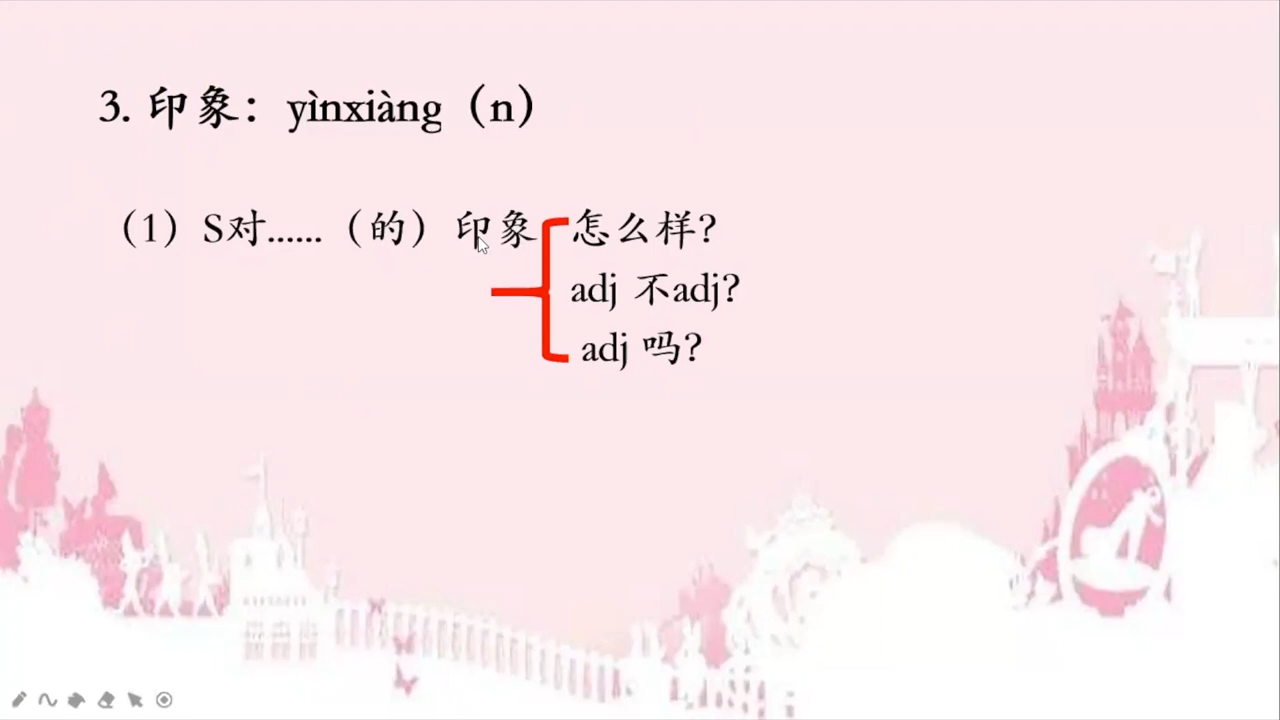 3. 印象：yìnxiàng（n）
（1）S对......（的）印象 怎么样?
adj 不adj?
adj 吗?